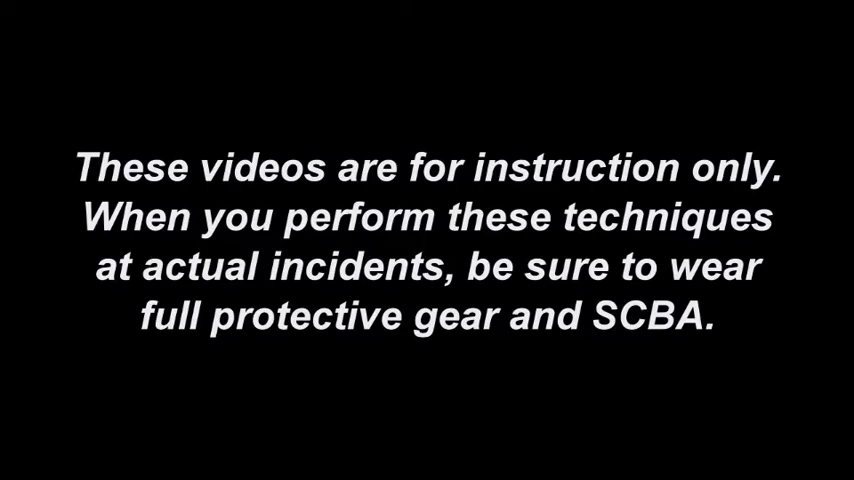 These videos are for instruction only.
When you perform these techniques
at actual incidents, be sure to wear
full protective gear and SCBA.